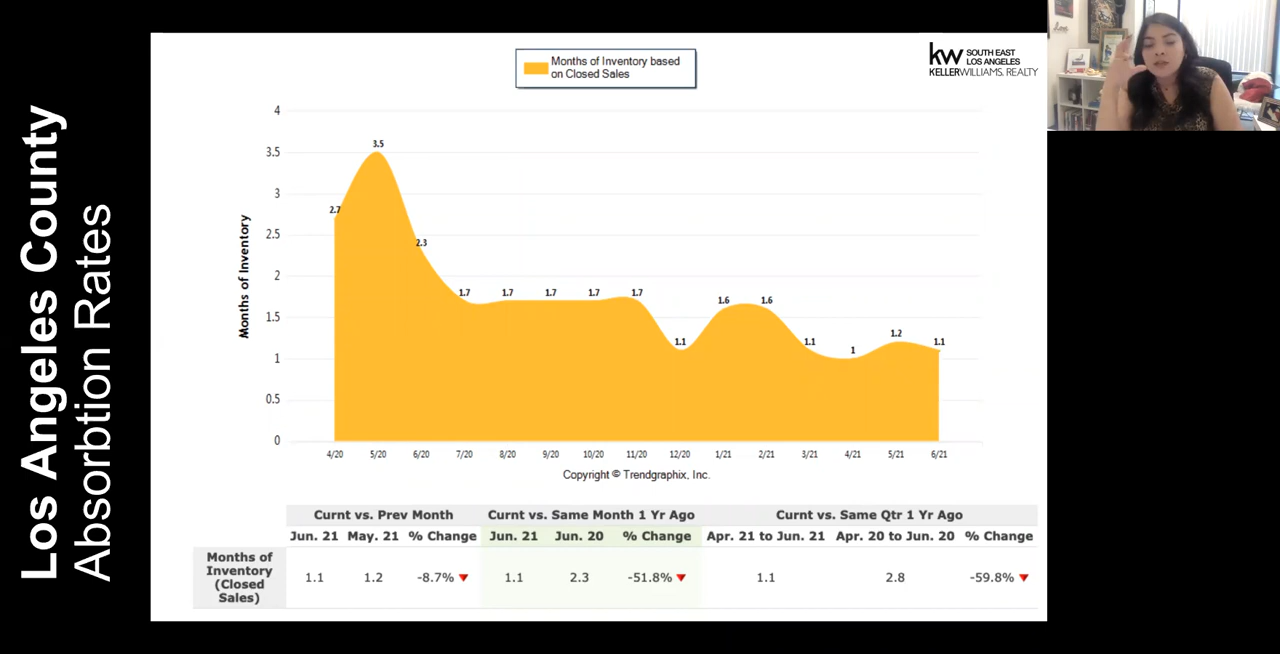 Los Angeles County
Absorbtion Rates
Months of Inventory based
on Closed Sales
kw SOUTH EAST
LOS ANGELES
KELLERWILLIAMS. REALTY
Months of Inventory
4
3.5
3
2.5
2
1.5
1
0.5
0
2.7
3.5
2.3
1.7
1.7
1.7
1.7
1.7
1.1
1.6
1.6
1.1
1
1.2
1.1
4/20 5/20 6/20 7/20 8/20 9/20 10/20 11/20 12/20 1/21 2/21 3/21 4/21 5/21 6/21
Copyright © Trendgraphix, Inc.
Curnt vs. Prev Month Curnt vs. Same Month 1 Yr Ago Curnt vs. Same Qtr 1 Yr Ago
Jun. 21 May. 21 % Change Jun. 21 Jun. 20 % Change Apr. 21 to Jun. 21 Apr. 20 to Jun. 20 % Change
Months of
Inventory
(Closed
Sales)
1.1 1.2 -8.7% 1.1 2.3 -51.8% 1.1 2.8 -59.8%